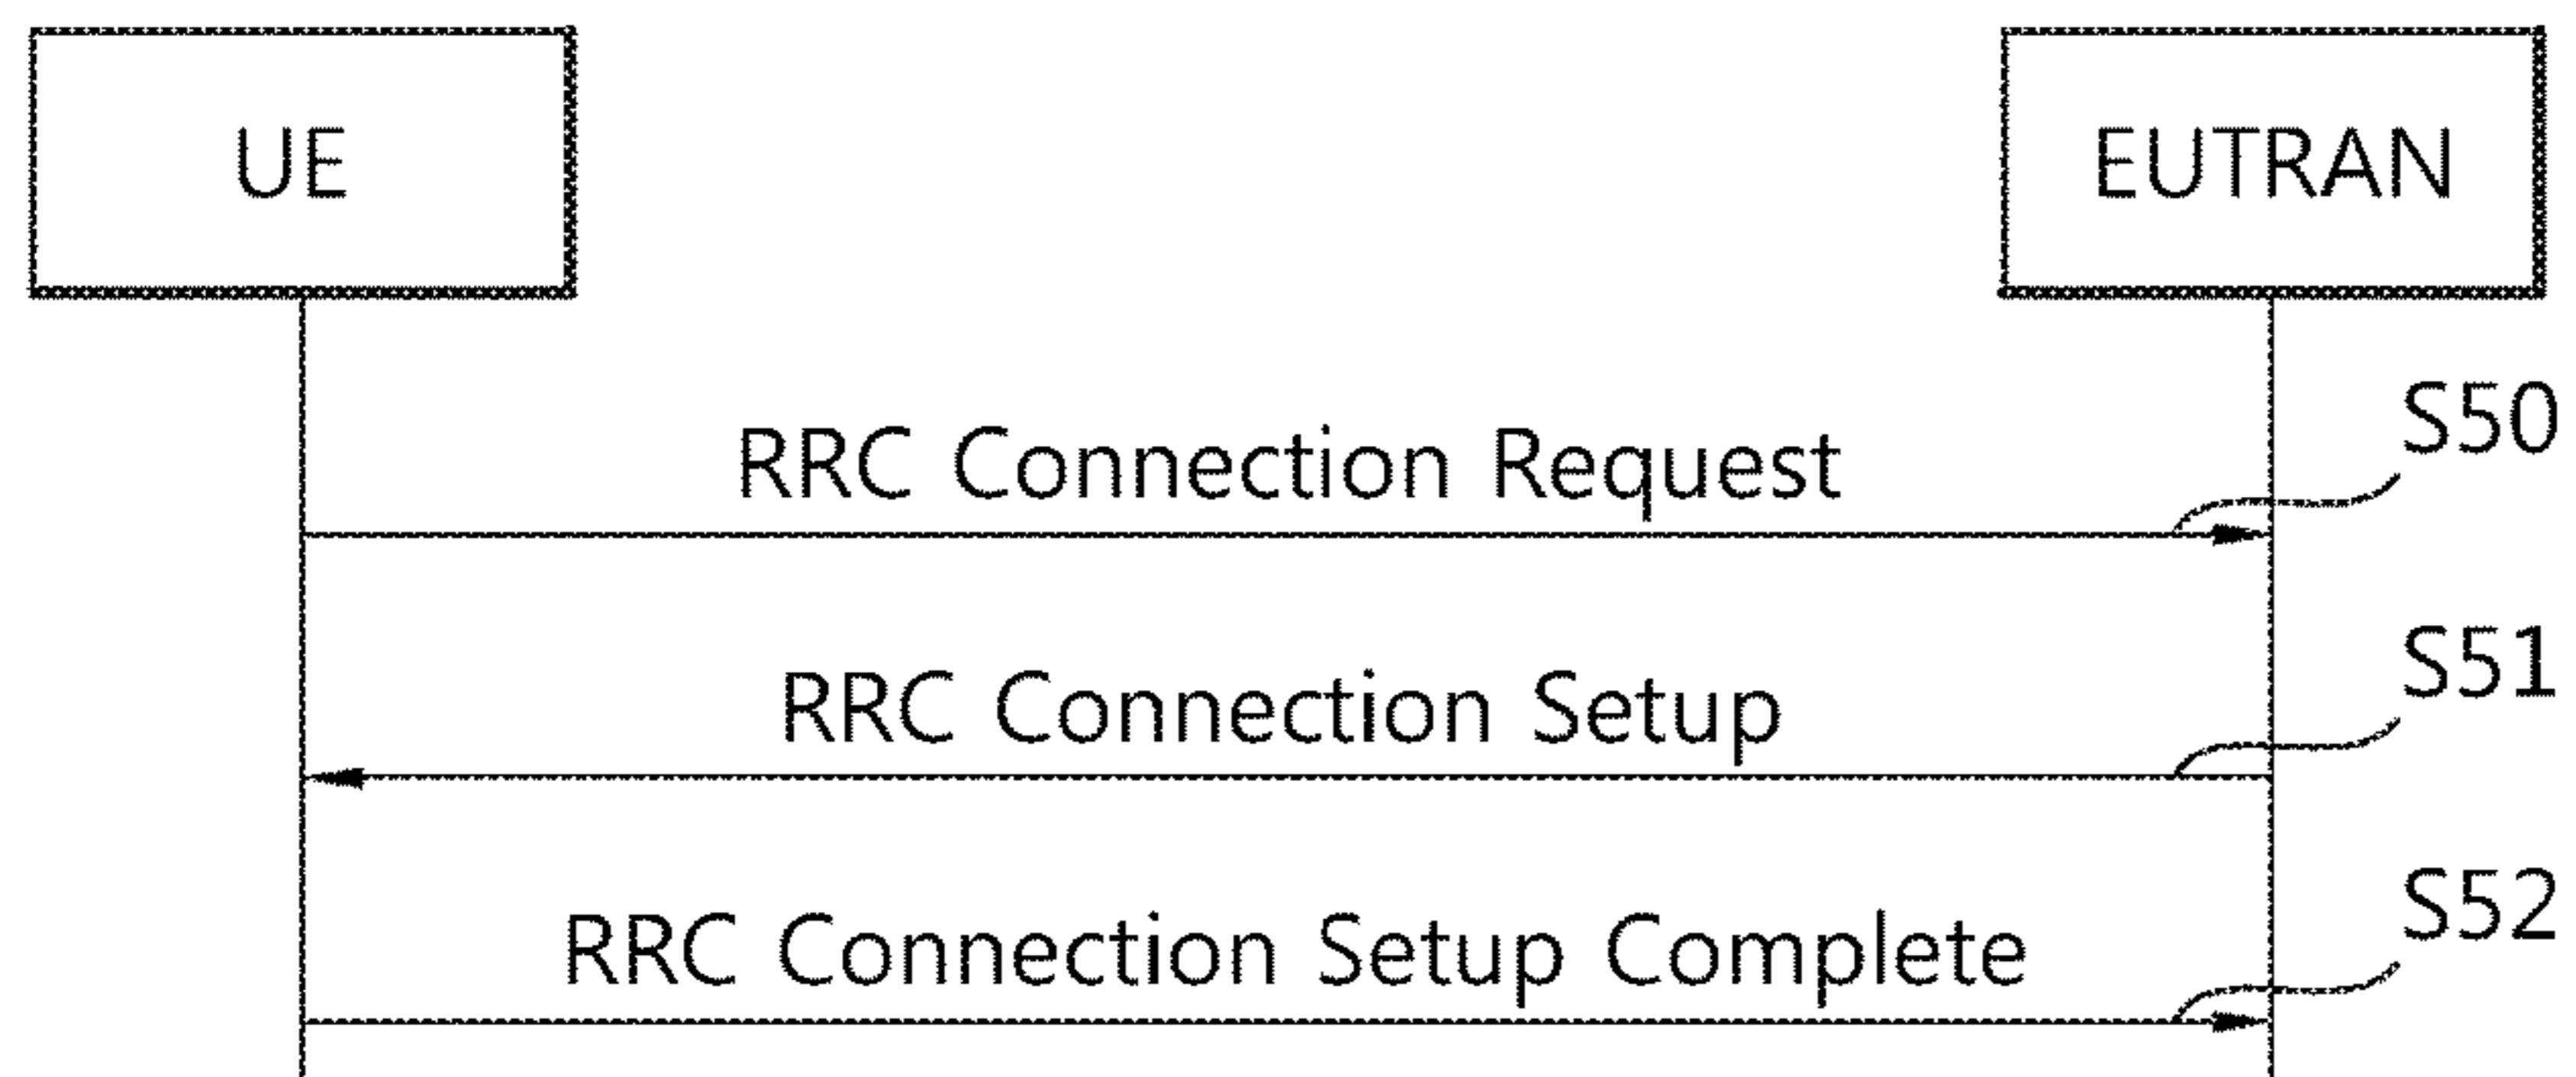 UE
EUTRAN
S50
RRC Connection Request
S51
RRC Connection Setup
S52
RRC Connection Setup Complete